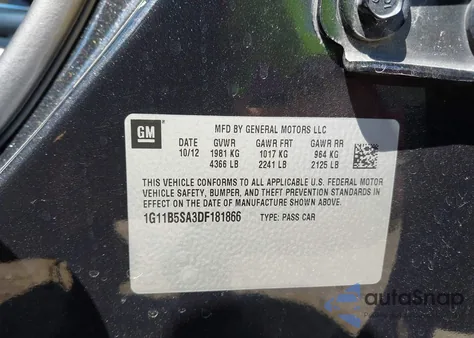 GM
MFD BY GENERAL MOTORS LLC
DATE GVWR GAWR FRT GAWR RR
10/12 1981 KG 1017 KG 964 KG
4366 LB 2241 LB 2125 LB
THIS VEHICLE CONFORMS TO ALL APPLICABLE U.S. FEDERAL MOTOR
VEHICLE SAFETY, BUMPER, AND THEFT PREVENTION STANDARDS IN
EFFECT ON THE DATE OF MANUFACTURE SHOWN ABOVE.
1G11B5SA3DF181866 TYPE: PASS CAR
autoSnap